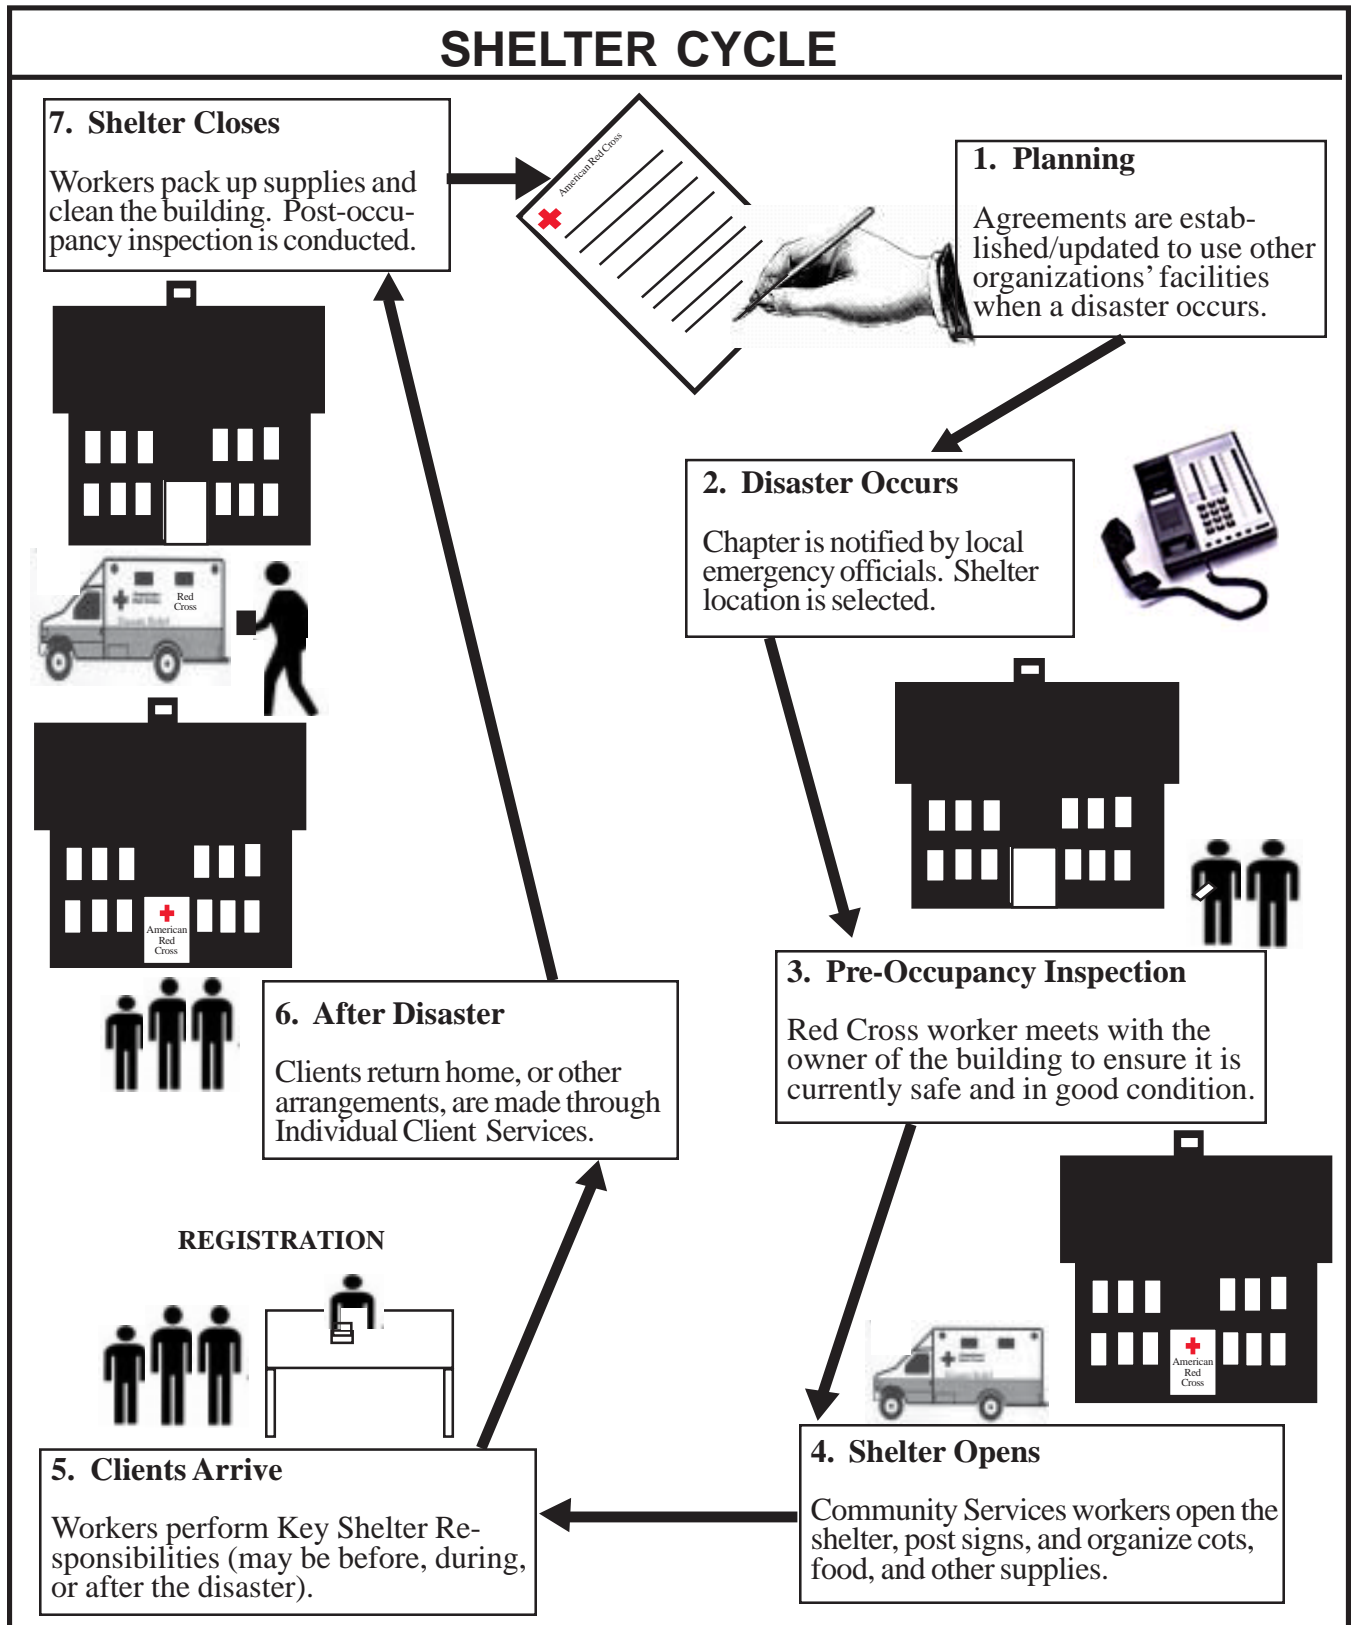 SHELTER CYCLE
7. Shelter Closes
Workers pack up supplies and
clean the building. Post-occu-
pancy inspection is conducted.
American Red Cross
1. Planning
Agreements are estab-
lished/updated to use other
organizations' facilities
when a disaster occurs.
2. Disaster Occurs
Chapter is notified by local
emergency officials. Shelter
location is selected.
Red
Cross
3. Pre-Occupancy Inspection
Red Cross worker meets with the
owner of the building to ensure it is
currently safe and in good condition.
American
Red
Cross
6. After Disaster
Clients return home, or other
arrangements, are made through
Individual Client Services.
REGISTRATION
American
Red
Cross
4. Shelter Opens
Community Services workers open the
shelter, post signs, and organize cots,
food, and other supplies.
5. Clients Arrive
Workers perform Key Shelter Re-
sponsibilities (may be before, during,
or after the disaster).